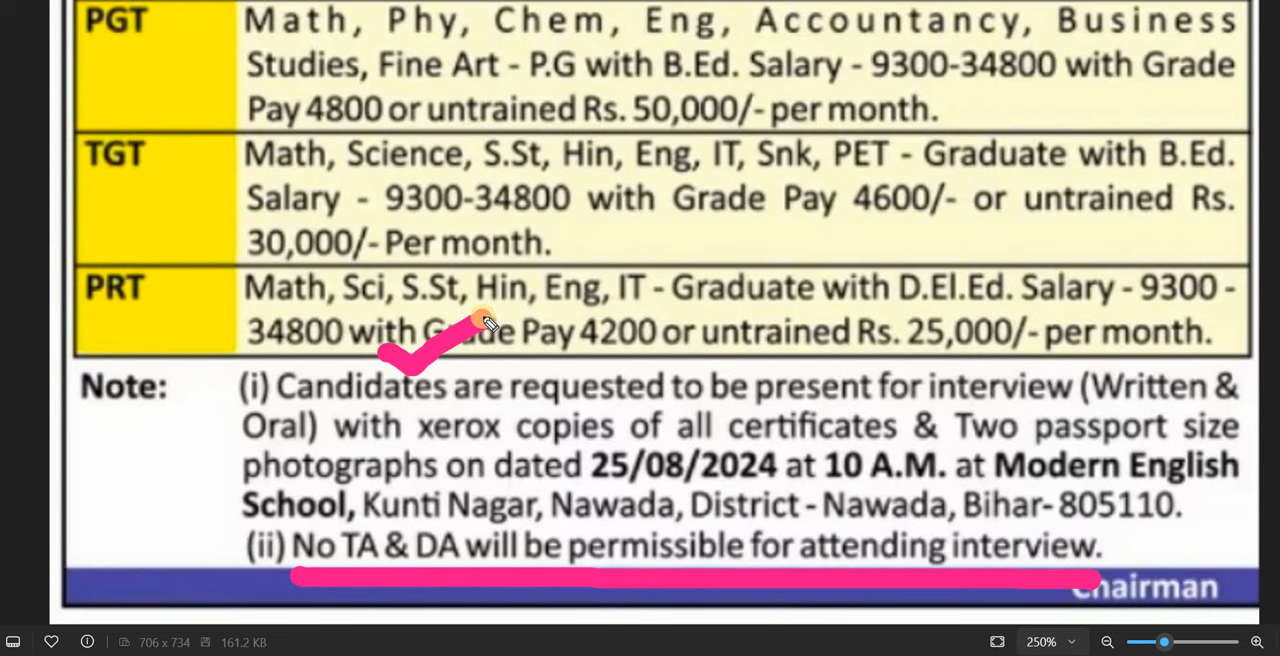 PGT Math, Phy, Chem, Eng, Accountancy, Business
Studies, Fine Art - P.G with B.Ed. Salary - 9300-34800 with Grade
Pay 4800 or untrained Rs. 50,000/- per month.
TGT Math, Science, S.St, Hin, Eng, IT, Snk, PET - Graduate with B.Ed.
Salary - 9300-34800 with Grade Pay 4600/- or untrained Rs.
30,000/- Per month.
PRT Math, Sci, S.St, Hin, Eng, IT - Graduate with D.El.Ed. Salary - 9300 -
34800 with Grade Pay 4200 or untrained Rs. 25,000/- per month.
Note: (i) Candidates are requested to be present for interview (Written &
Oral) with xerox copies of all certificates & Two passport size
photographs on dated 25/08/2024 at 10 A.M. at Modern English
School, Kunti Nagar, Nawada, District - Nawada, Bihar- 805110.
(ii) No TA & DA will be permissible for attending interview.
Chairman
706 x 734 161.2 KB 250%